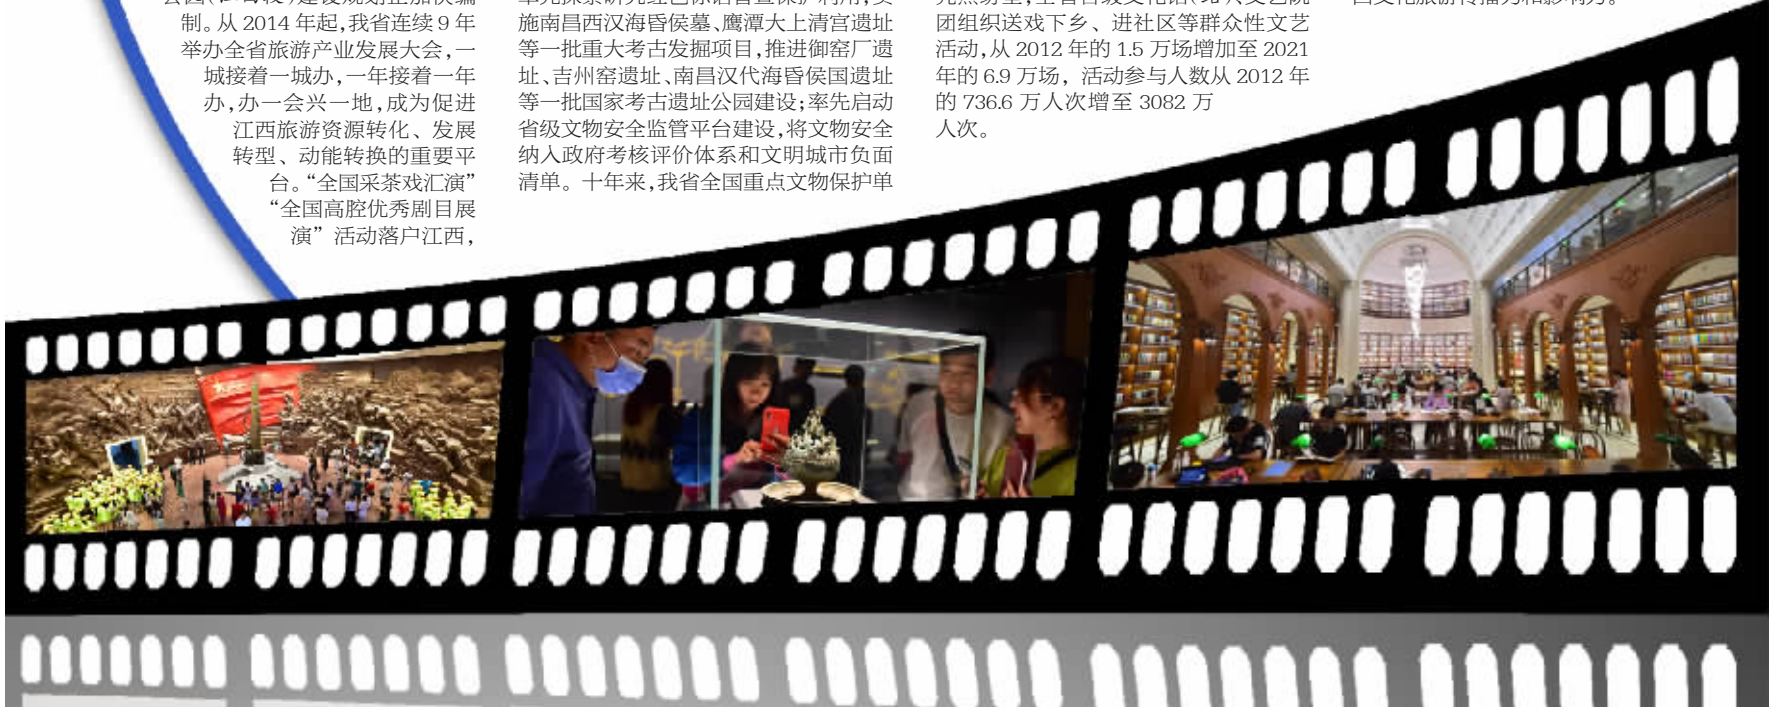 制。从 2014 年起,我省连续 9 年
举办全省旅游产业发展大会,一
城接着一城办,一年接着一年
办,办一会兴一地,成为促进
江西旅游资源转化、发展
转型、动能转换的重要平
台。“全国采茶戏汇演”
“全国高腔优秀剧目展
演”活动落户江西,
施南昌西汉海昏侯墓、鹰潭大上清宫遗址
等一批重大考古发掘项目,推进御窑厂遗
址、吉州窑遗址、南昌汉代海昏侯国遗址
等一批国家考古遗址公园建设;率先启动
省级文物安全监管平台建设,将文物安全
纳入政府考核评价体系和文明城市负面
清单。十年来,我省全国重点文物保护单
团组织送戏下乡、进社区等群众性文艺
活动,从 2012 年的 1.5 万场增加至 2021
年的 6.9 万场,活动参与人数从 2012 年
的 736.6 万人次增至 3082 万
人次。